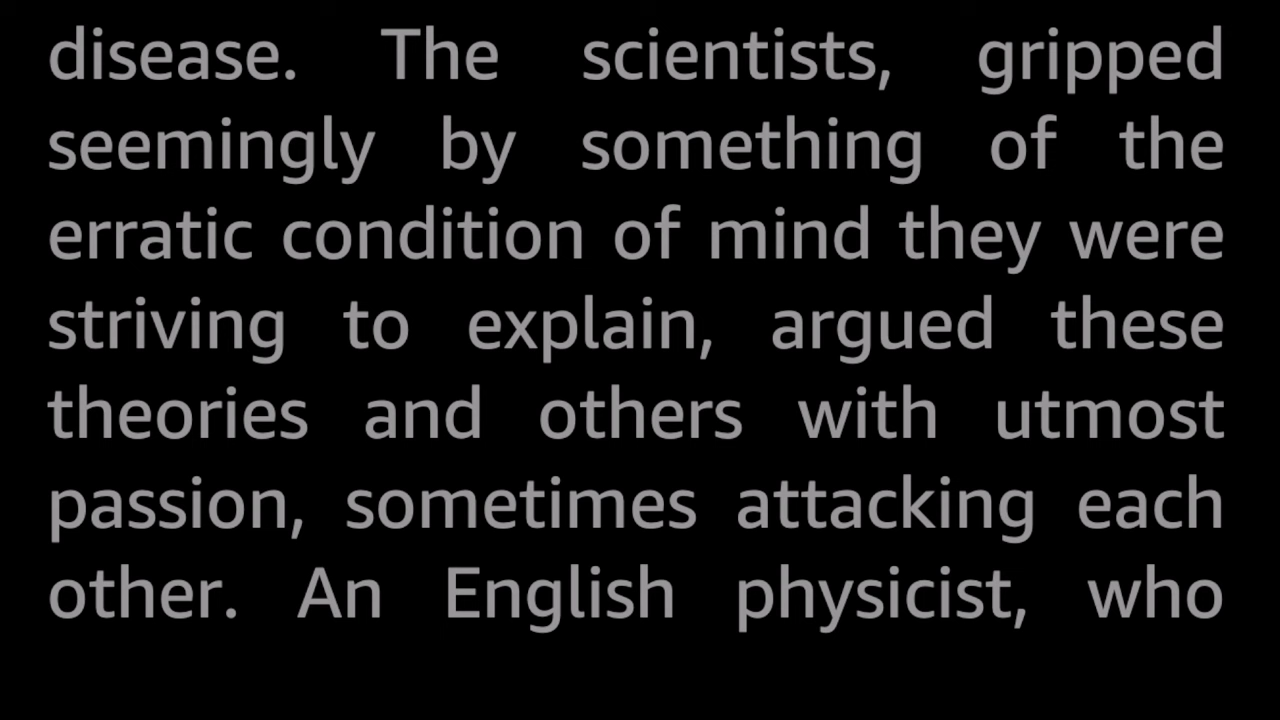 disease. The scientists, gripped
seemingly by something of the
erratic condition of mind they were
striving to explain, argued these
theories and others with utmost
passion, sometimes attacking each
other. An English physicist, who